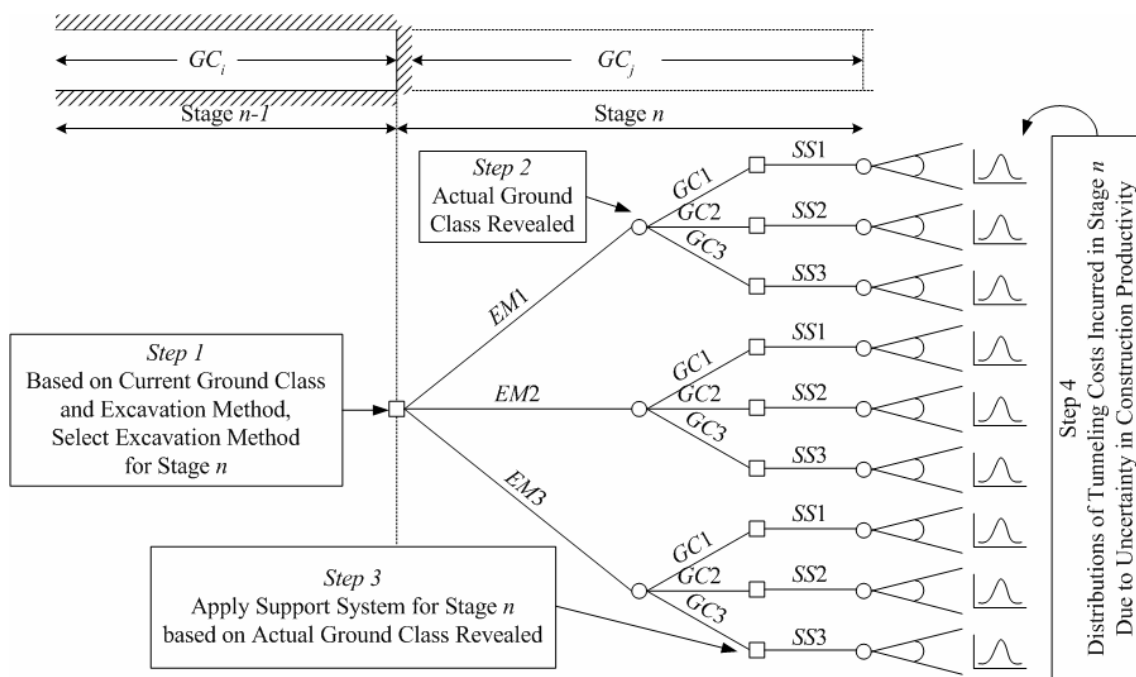 GCi
GCj
Stage n-1
Stage n
Step 2
Actual Ground
Class Revealed
GC1
GC2
GC3
SS1
SS2
SS3
EM1
Step 1
Based on Current Ground Class
and Excavation Method,
Select Excavation Method
for Stage n
EM2
GC1
GC2
GC3
SS1
SS2
SS3
EM3
GC1
GC2
GC3
SS1
SS2
SS3
Step 3
Apply Support System for Stage n
based on Actual Ground Class Revealed
Step 4
Distributions of Tunneling Costs Incurred in Stage n
Due to Uncertainty in Construction Productivity